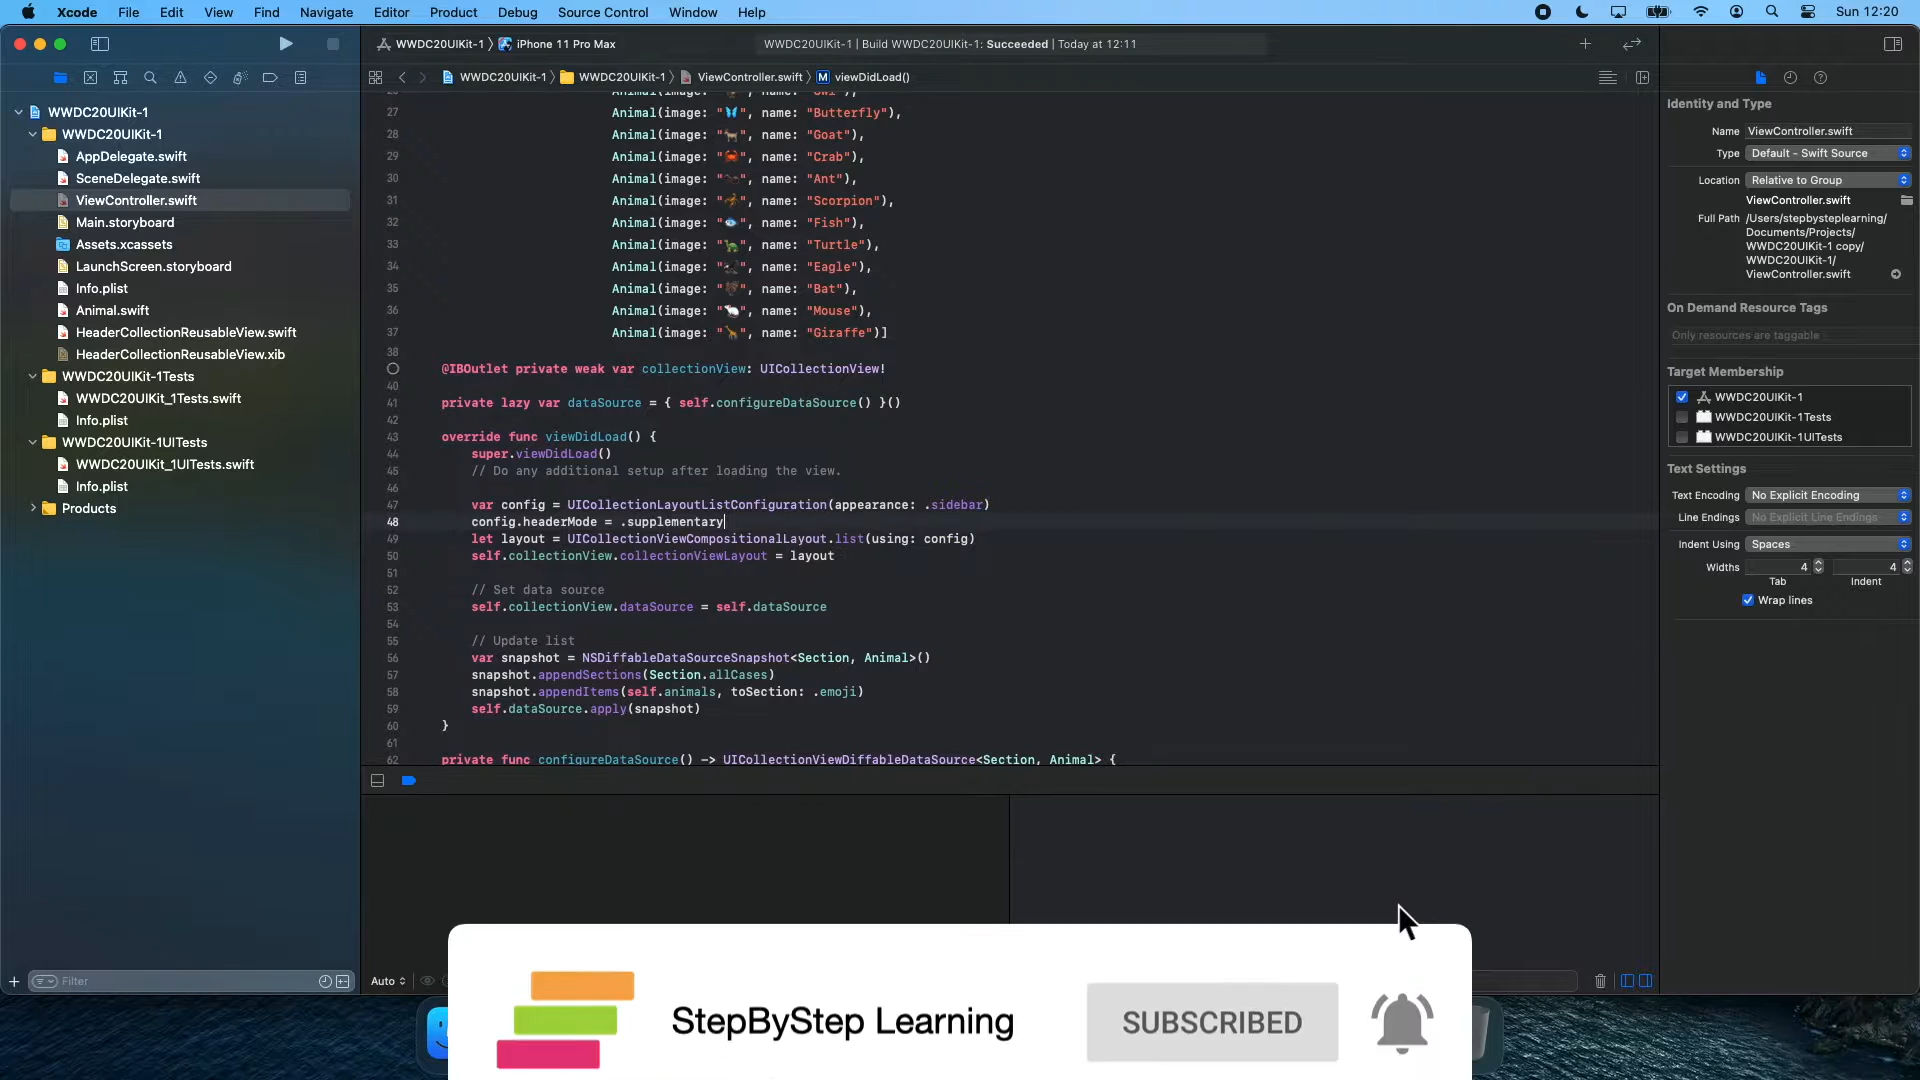 Xcode File Edit View Find Navigate Editor Product Debug Source Control Window Help Sun 12:20
WWDC20UIKit-1 iPhone 11 Pro Max WWDC20UIKit-1 | Build WWDC20UIKit-1: Succeeded | Today at 12:11
WWDC20UIKit-1 WWDC20UIKit-1 ViewController.swift M viewDidLoad()
WWDC20UIKit-1
WWDC20UIKit-1
AppDelegate.swift
SceneDelegate.swift
ViewController.swift
Main.storyboard
Assets.xcassets
LaunchScreen.storyboard
Info.plist
Animal.swift
HeaderCollectionReusableView.swift
HeaderCollectionReusableView.xib
WWDC20UIKit-1Tests
WWDC20UIKit_1Tests.swift
Info.plist
WWDC20UIKit-1UITests
WWDC20UIKit_1UITests.swift
Info.plist
Products
Filter
27 Animal(image: "🦋", name: "Butterfly"),
28 Animal(image: "🐐", name: "Goat"),
29 Animal(image: "🦀", name: "Crab"),
30 Animal(image: "🐜", name: "Ant"),
31 Animal(image: "🦂", name: "Scorpion"),
32 Animal(image: "🐟", name: "Fish"),
33 Animal(image: "🐢", name: "Turtle"),
34 Animal(image: "🦅", name: "Eagle"),
35 Animal(image: "🦇", name: "Bat"),
36 Animal(image: "🐁", name: "Mouse"),
37 Animal(image: "🦒", name: "Giraffe")]
38
@IBOutlet private weak var collectionView: UICollectionView!
40
41 private lazy var dataSource = { self.configureDataSource() }()
42
43 override func viewDidLoad() {
44 super.viewDidLoad()
45 // Do any additional setup after loading the view.
46
47 var config = UICollectionLayoutListConfiguration(appearance: .sidebar)
48 config.headerMode = .supplementary
49 let layout = UICollectionViewCompositionalLayout.list(using: config)
50 self.collectionView.collectionViewLayout = layout
51
52 // Set data source
53 self.collectionView.dataSource = self.dataSource
54
55 // Update list
56 var snapshot = NSDiffableDataSourceSnapshot<Section, Animal>()
57 snapshot.appendSections(Section.allCases)
58 snapshot.appendItems(self.animals, toSection: .emoji)
59 self.dataSource.apply(snapshot)
60 }
61
62 private func configureDataSource() -> UICollectionViewDiffableDataSource<Section, Animal> {
Auto
Identity and Type
Name ViewController.swift
Type Default - Swift Source
Location Relative to Group
ViewController.swift
Full Path /Users/stepbysteplearning/
Documents/Projects/
WWDC20UIKit-1 copy/
WWDC20UIKit-1/
ViewController.swift
On Demand Resource Tags
Only resources are taggable
Target Membership
WWDC20UIKit-1
WWDC20UIKit-1Tests
WWDC20UIKit-1UITests
Text Settings
Text Encoding No Explicit Encoding
Line Endings No Explicit Line Endings
Indent Using Spaces
Widths 4 4
Tab Indent
Wrap lines
StepByStep Learning SUBSCRIBED